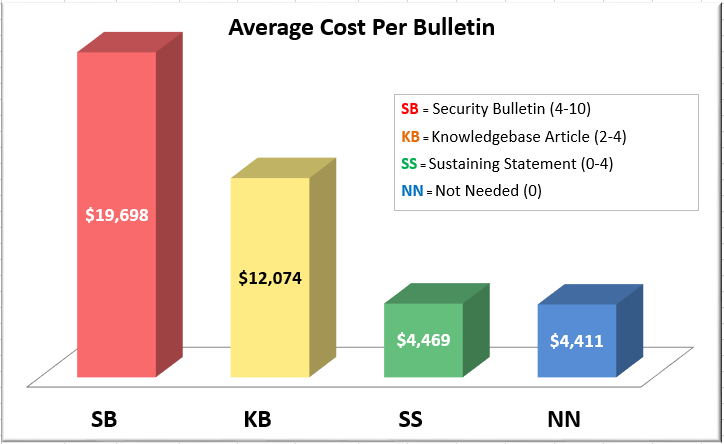 Average Cost Per Bulletin
SB = Security Bulletin (4-10)
KB = Knowledgebase Article (2-4)
SS = Sustaining Statement (0-4)
NN = Not Needed (0)
$19,698
$12,074
$4,469
$4,411
SB
KB
SS
NN